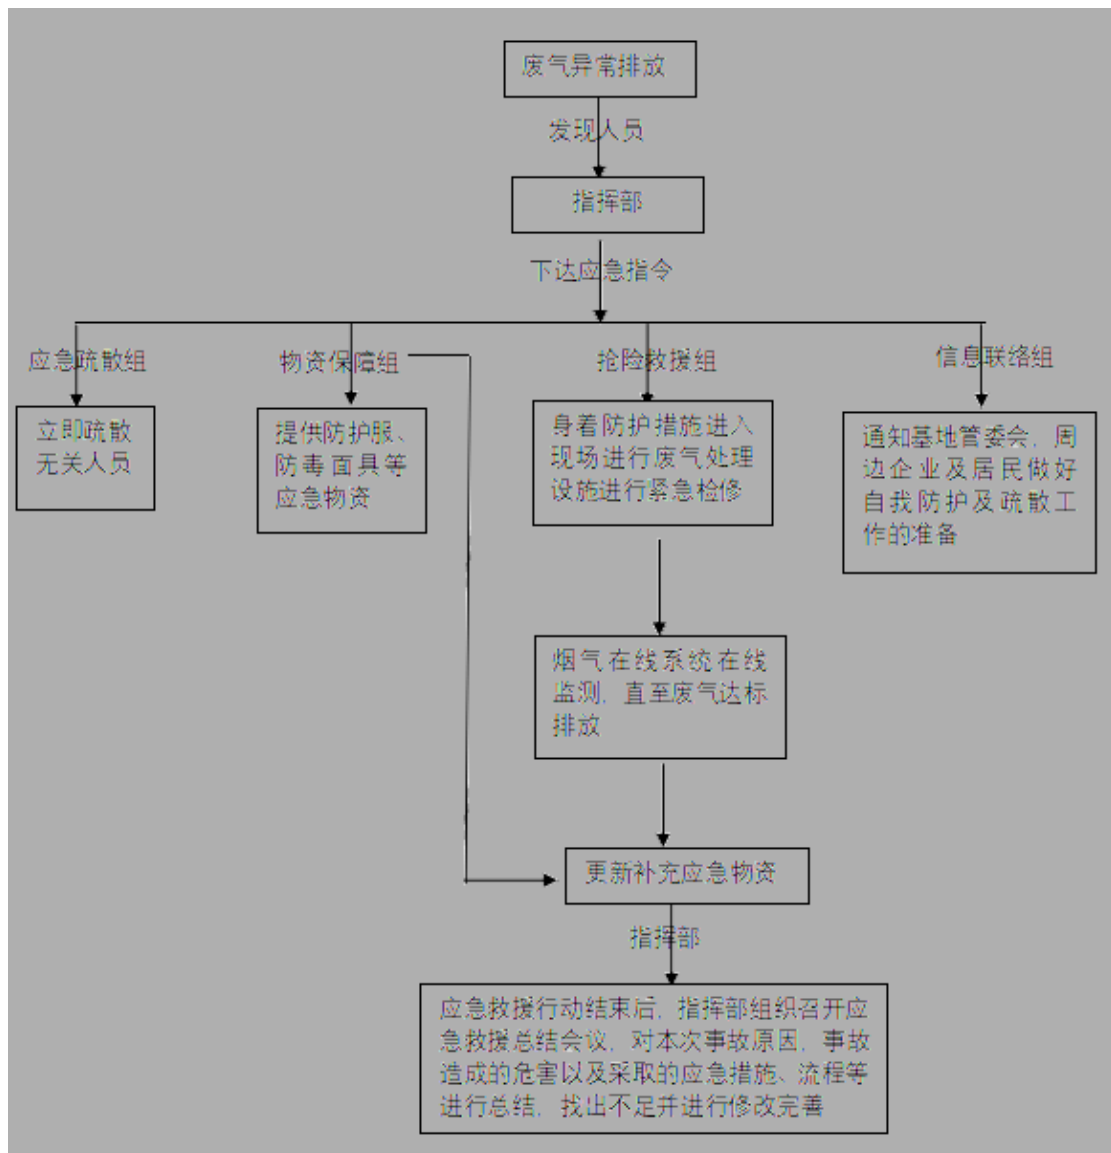 废气异常排放
发现人员
指挥部
下达应急指令
应急疏散组
物资保障组
抢险救援组
信息联络组
立即疏散
无关人员
提供防护服、
防毒面具等
应急物资
身着防护措施进入
现场进行废气处理
设施进行紧急检修
通知基地管委会，周
边企业及居民做好
自我防护及疏散工
作的准备
烟气在线系统在线
监测，直至废气达标
排放
更新补充应急物资
指挥部
应急救援行动结束后，指挥部组织召开应
急救援总结会议，对本次事故原因，事故
造成的危害以及采取的应急措施、流程等
进行总结，找出不足并进行修改完善